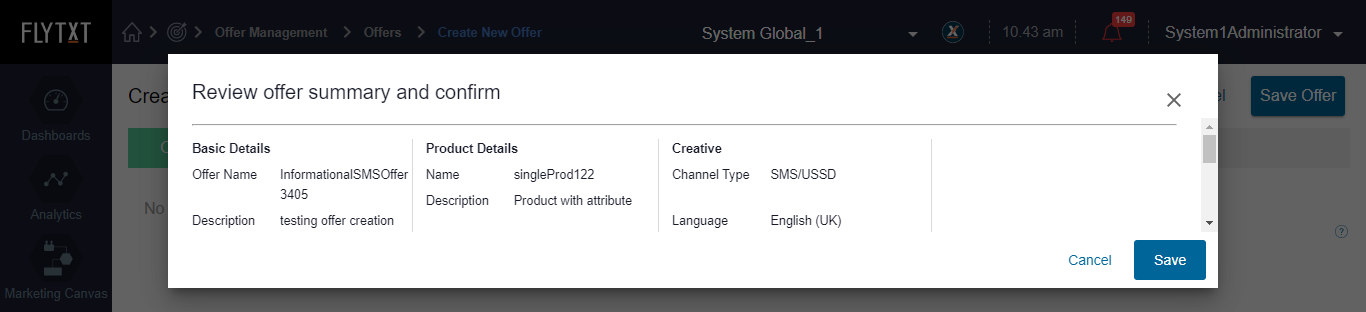 FLYTXT
Offer Management
Offers
Create New Offer
System Global_1
X
10.43 am
149
System1Administrator
Dashboards
Analytics
Marketing Canvas
Crea
el
Save Offer
No
Review offer summary and confirm
Basic Details
Offer Name InformationalSMSOffer
3405
Description testing offer creation
Product Details
Name singleProd122
Description Product with attribute
Creative
Channel Type SMS/USSD
Language English (UK)
?
Cancel
Save